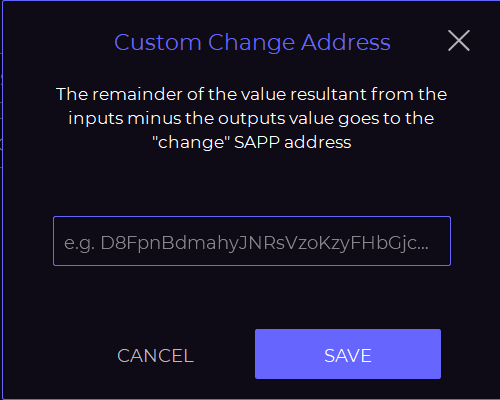 Custom Change Address
The remainder of the value resultant from the
inputs minus the outputs value goes to the
"change" SAPP address
e.g. D8FpnBdmahyJNRsVzoKzyFHbGjc...
CANCEL
SAVE